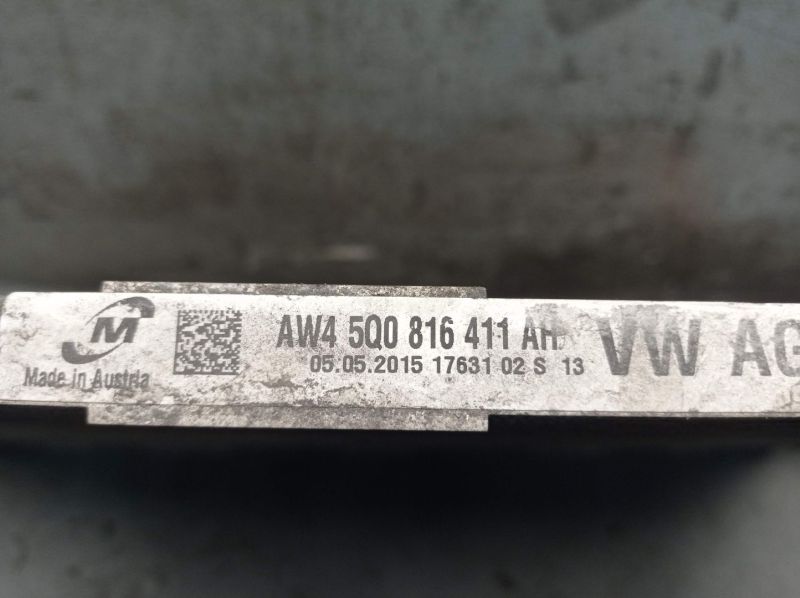 M
Made in Austria
AW4 5Q0 816 411 AH
05.05.2015 17631 02 S 13
VW AG